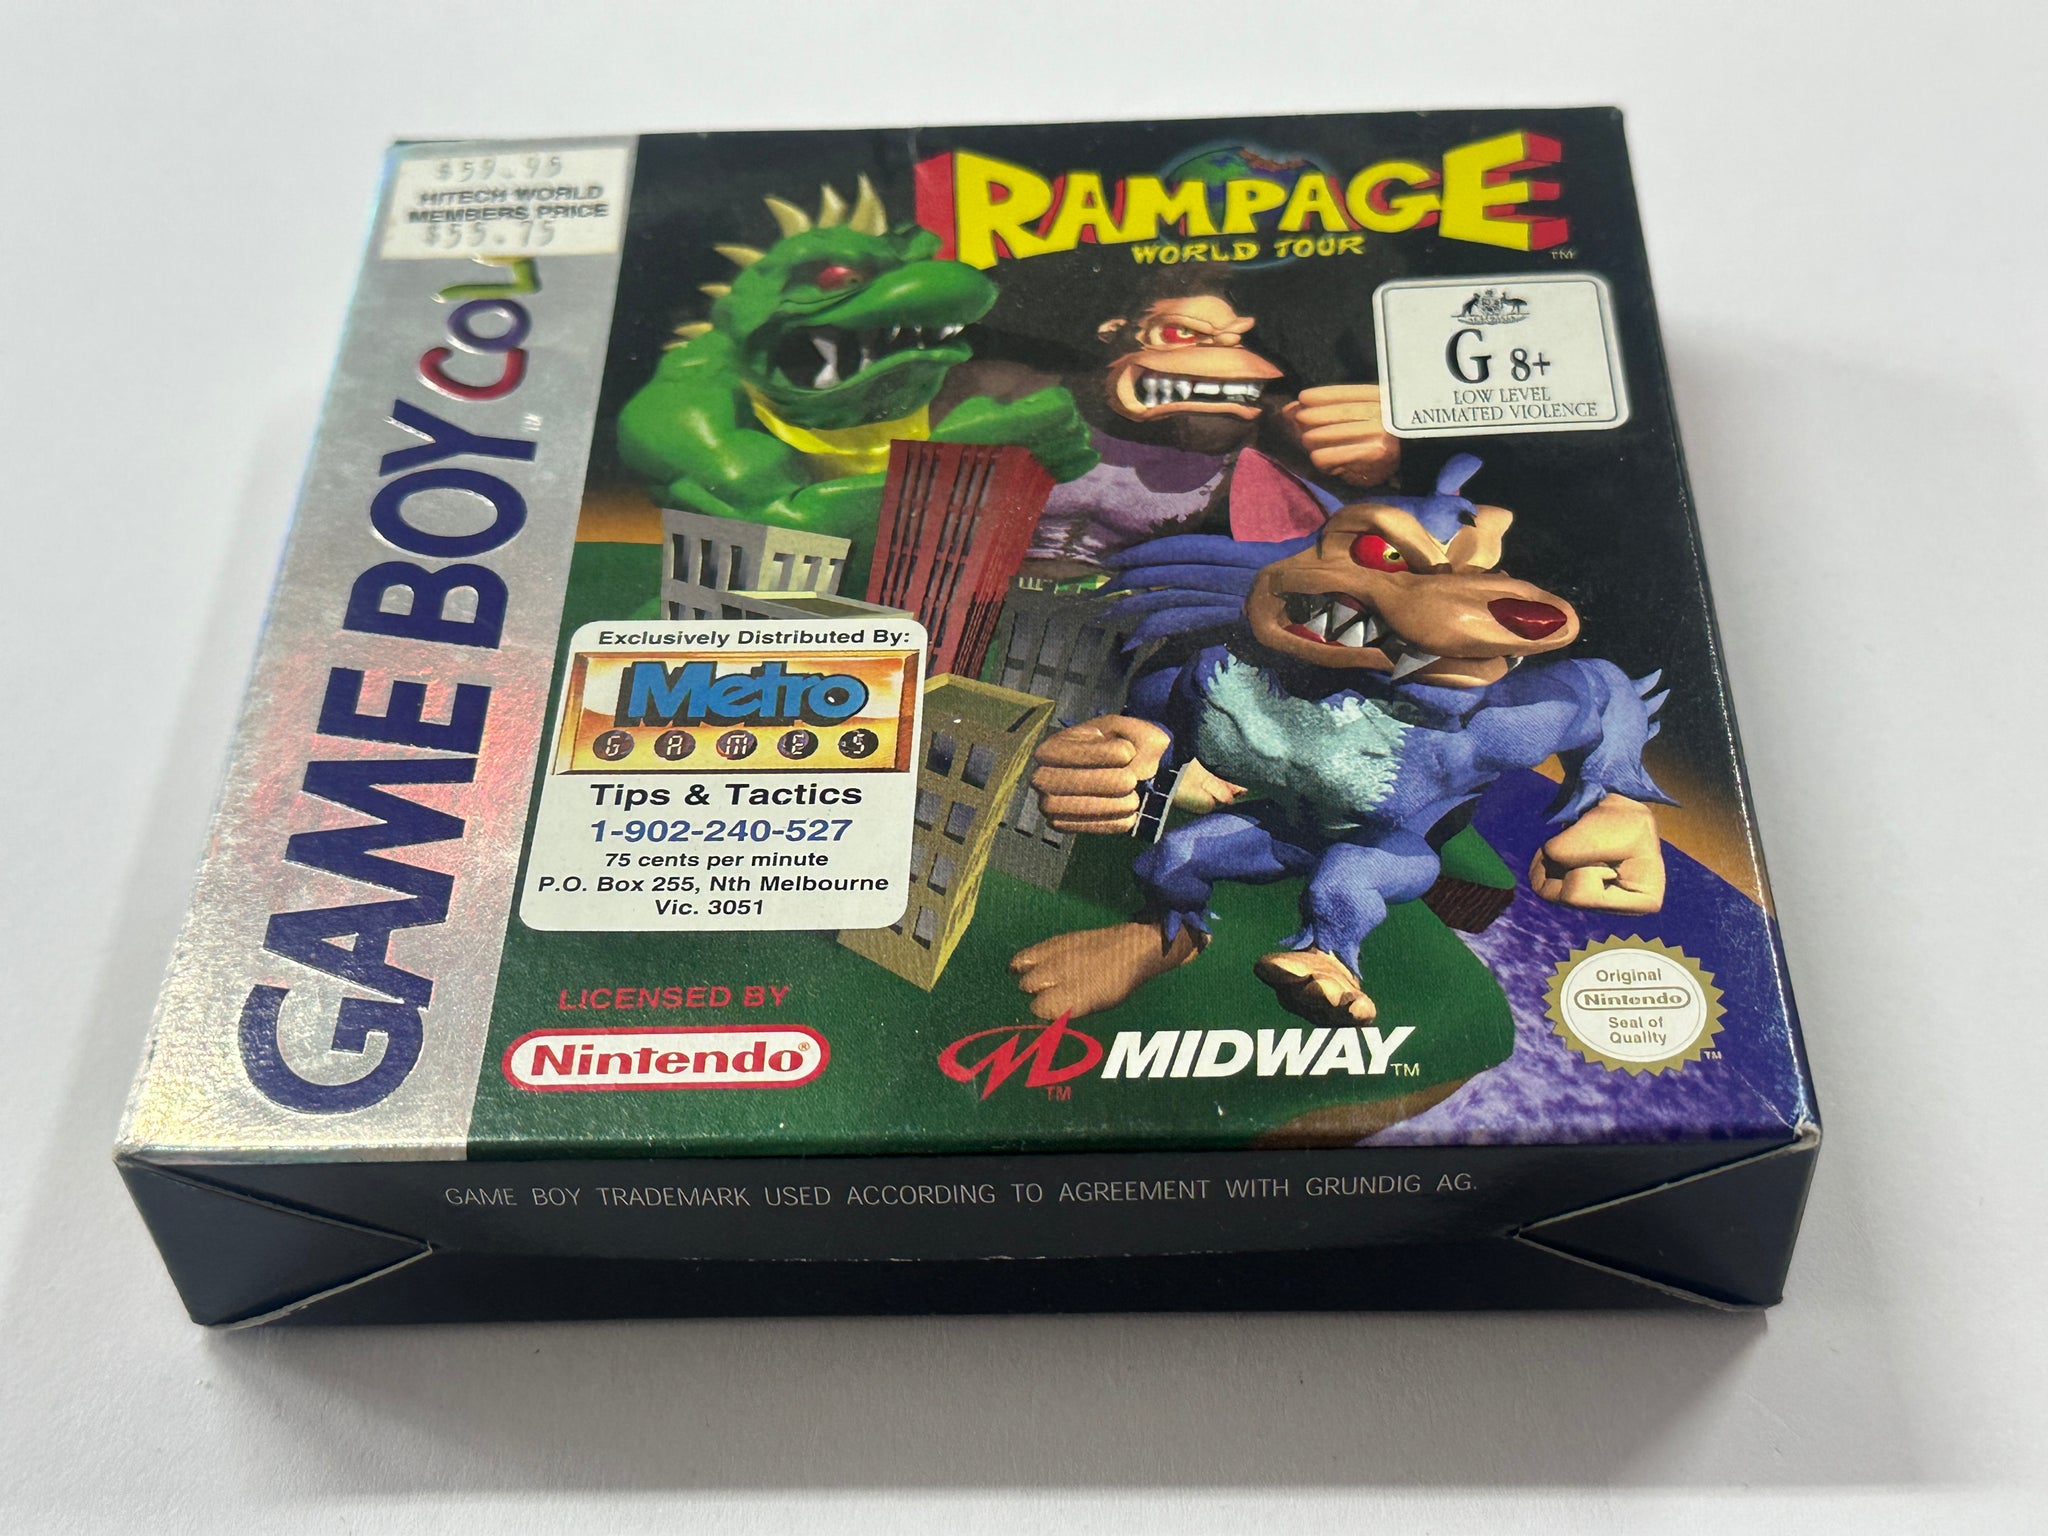 $59.95
HITECH WORLD
MEMBERS PRICE
$55.75
GAME BOY COL
TM
RAMPAGE
WORLD TOUR
TM
G 8+
LOW LEVEL
ANIMATED VIOLENCE
Exclusively Distributed By:
Metro
GAMES
Tips & Tactics
1-902-240-527
75 cents per minute
P.O. Box 255, Nth Melbourne
Vic. 3051
LICENSED BY
Nintendo®
MIDWAY TM
TM
Original
Nintendo
Seal of
Quality
TM
GAME BOY TRADEMARK USED ACCORDING TO AGREEMENT WITH GRUNDIG AG.